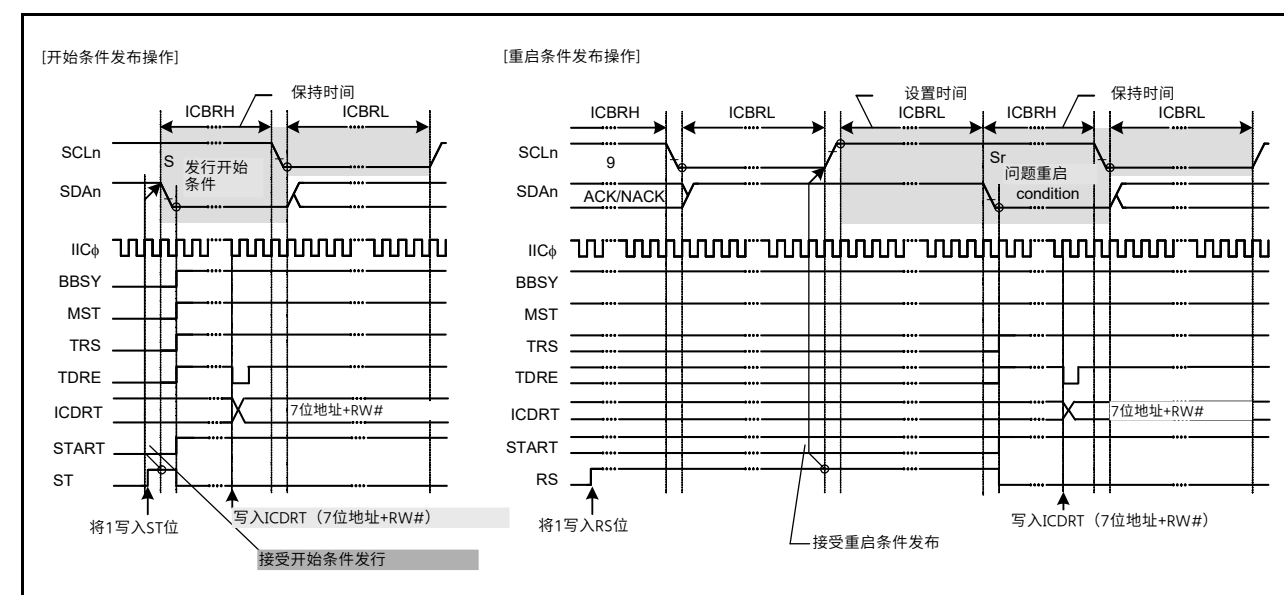 [开始条件发布操作]
保持时间
ICBRH
ICBRL
SCLn
S 发行开始
条件
SDAn
IICϕ
BBSY
MST
TRS
TDRE
ICDRT
7位地址+RW#
START
ST
将1写入ST位
写入ICDRT（7位地址+RW#）
接受开始条件发行
[重启条件发布操作]
设置时间
保持时间
ICBRH
ICBRL
ICBRL
ICBRH
ICBRL
SCLn
9
Sr
问题重启
condition
SDAn
ACK/NACK
IICϕ
BBSY
MST
TRS
TDRE
ICDRT
7位地址+RW#
START
RS
将1写入RS位
接受重启条件发布
写入ICDRT（7位地址+RW#）